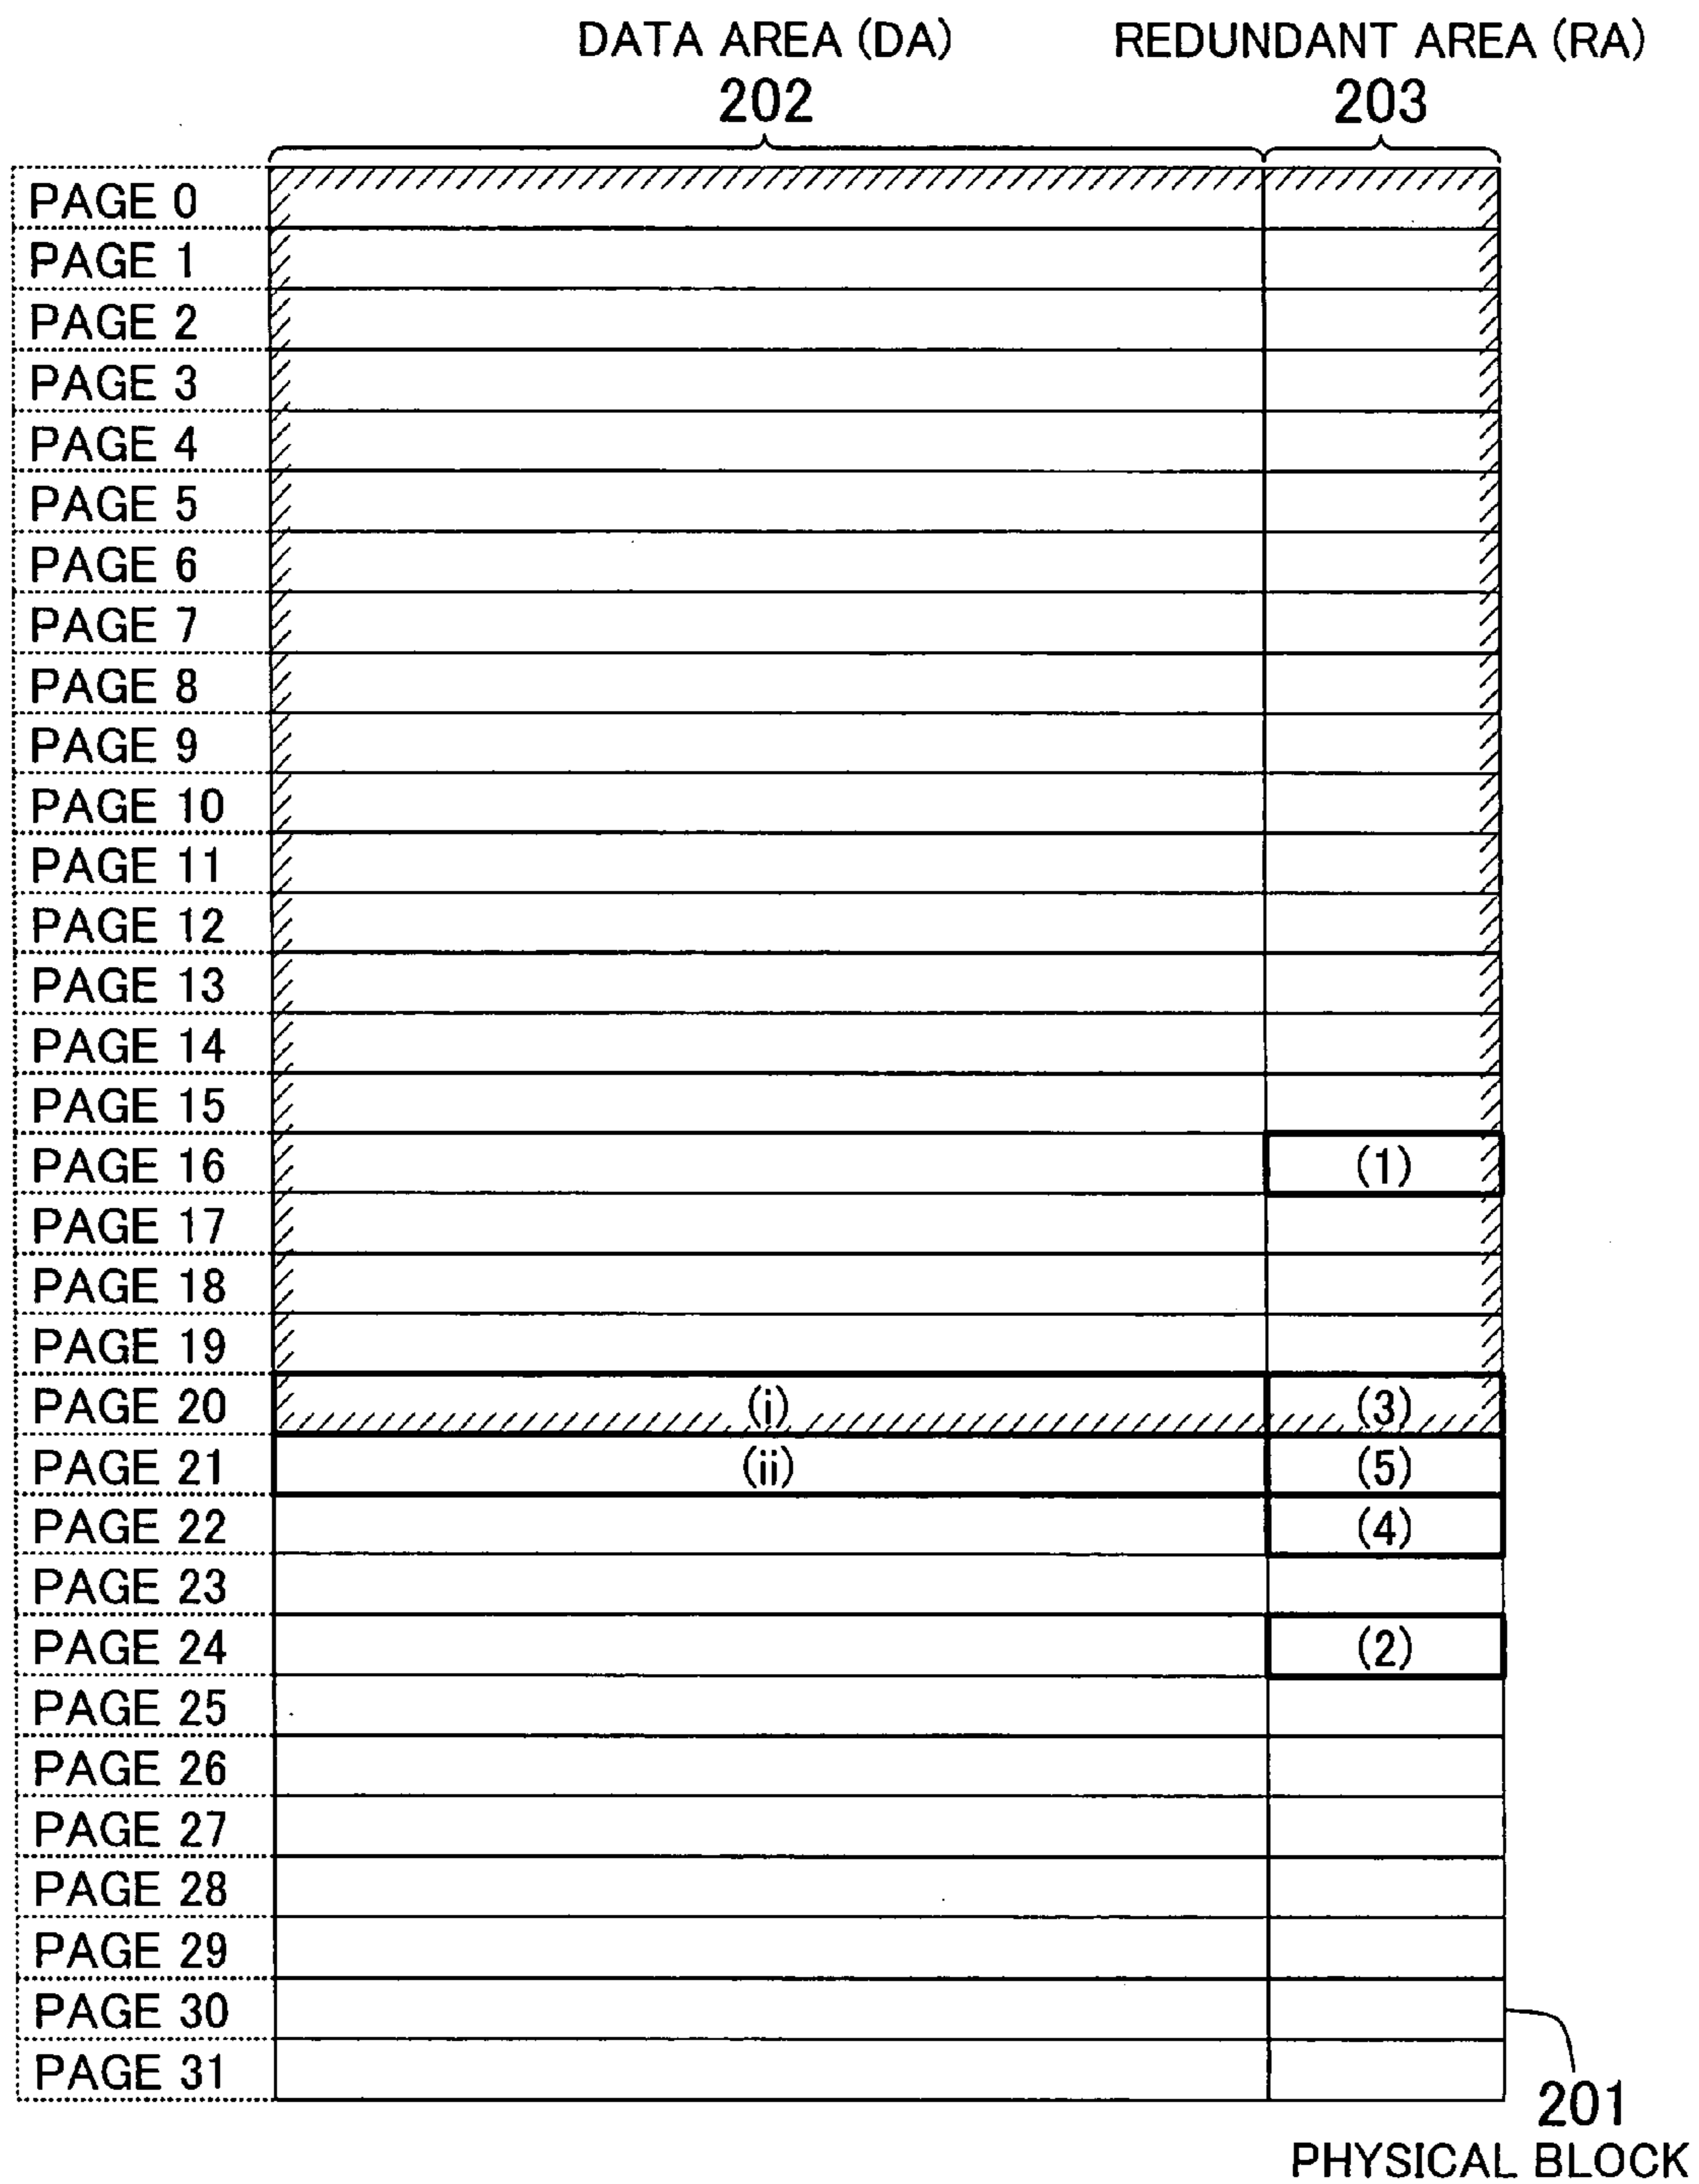 DATA AREA (DA) REDUNDANT AREA (RA)
202 203
PAGE 0
PAGE 1
PAGE 2
PAGE 3
PAGE 4
PAGE 5
PAGE 6
PAGE 7
PAGE 8
PAGE 9
PAGE 10
PAGE 11
PAGE 12
PAGE 13
PAGE 14
PAGE 15
PAGE 16 (1)
PAGE 17
PAGE 18
PAGE 19
PAGE 20 (i) (3)
PAGE 21 (ii) (5)
PAGE 22 (4)
PAGE 23
PAGE 24 (2)
PAGE 25
PAGE 26
PAGE 27
PAGE 28
PAGE 29
PAGE 30
PAGE 31
201
PHYSICAL BLOCK